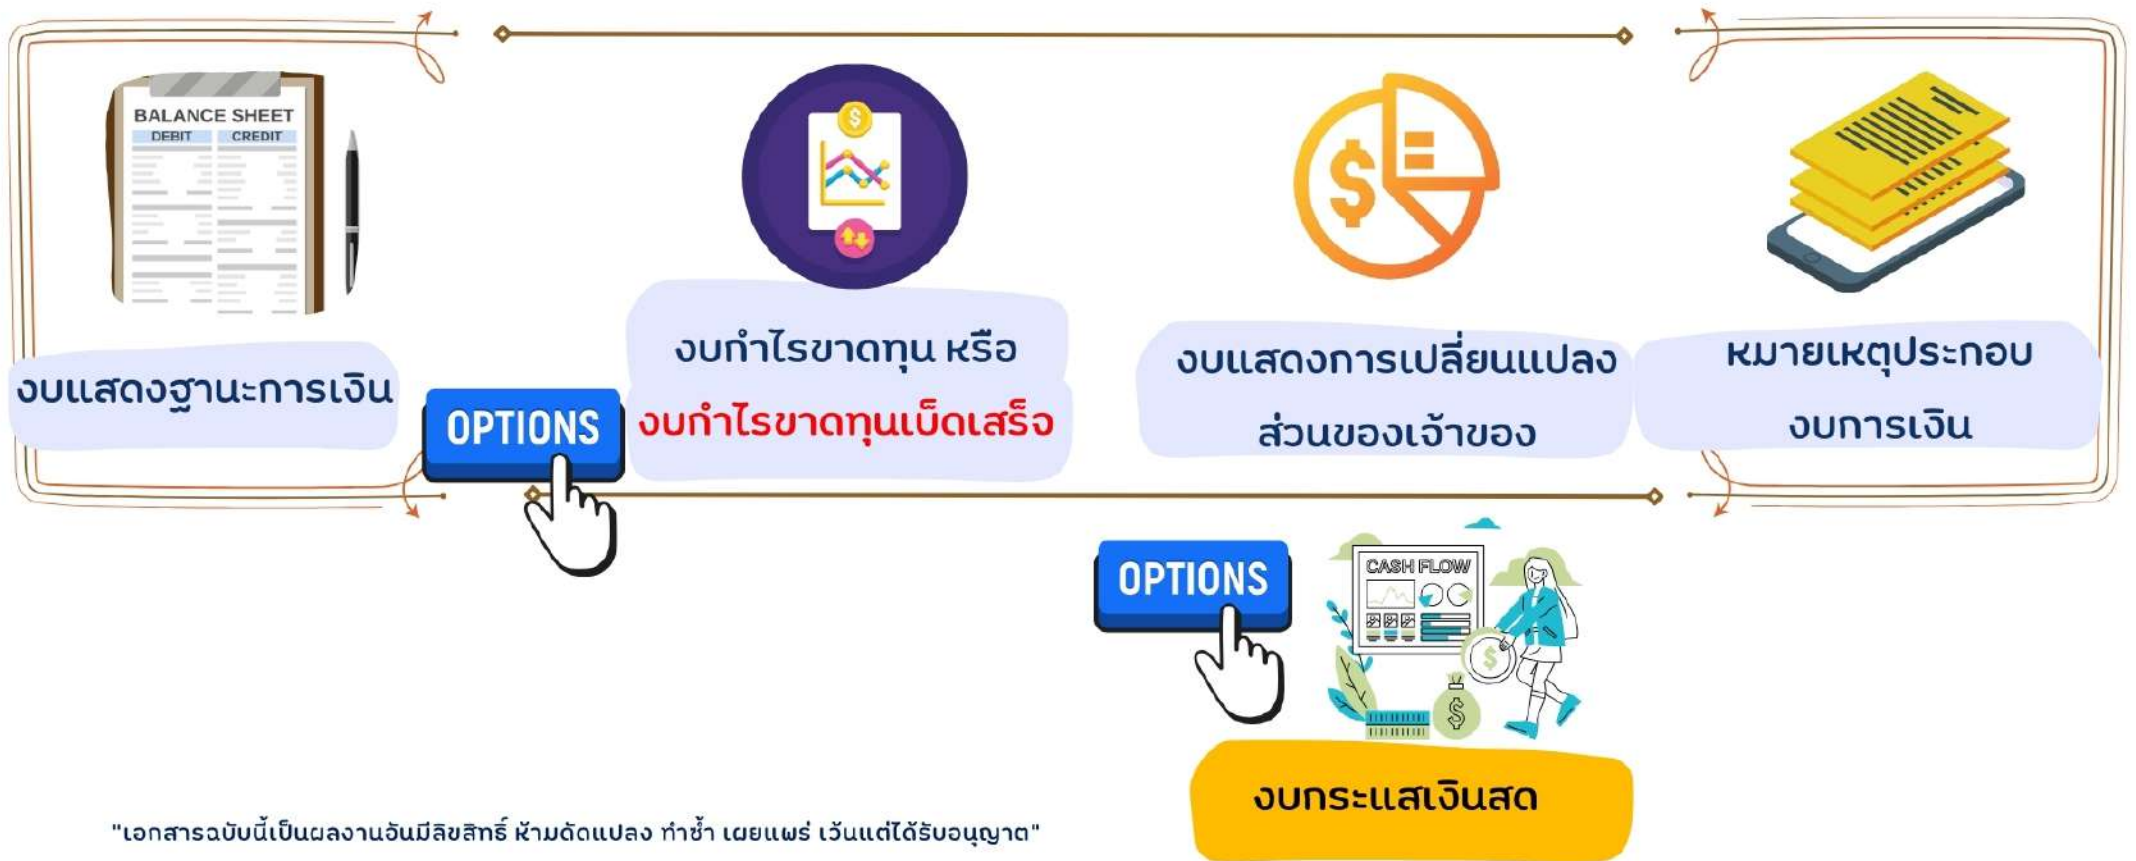 BALANCE SHEET
DEBIT CREDIT
งบแสดงฐานะการเงิน
OPTIONS
งบกำไรขาดทุน หรือ
งบกำไรขาดทุนเบ็ดเสร็จ
งบแสดงการเปลี่ยนแปลง
ส่วนของเจ้าของ
หมายเหตุประกอบ
งบการเงิน
OPTIONS
CASH FLOW
งบกระแสเงินสด
"เอกสารฉบับนี้เป็นผลงานอันมีลิขสิทธิ์ ห้ามดัดแปลง ทำซ้ำ เผยแพร่ เว้นแต่ได้รับอนุญาต"